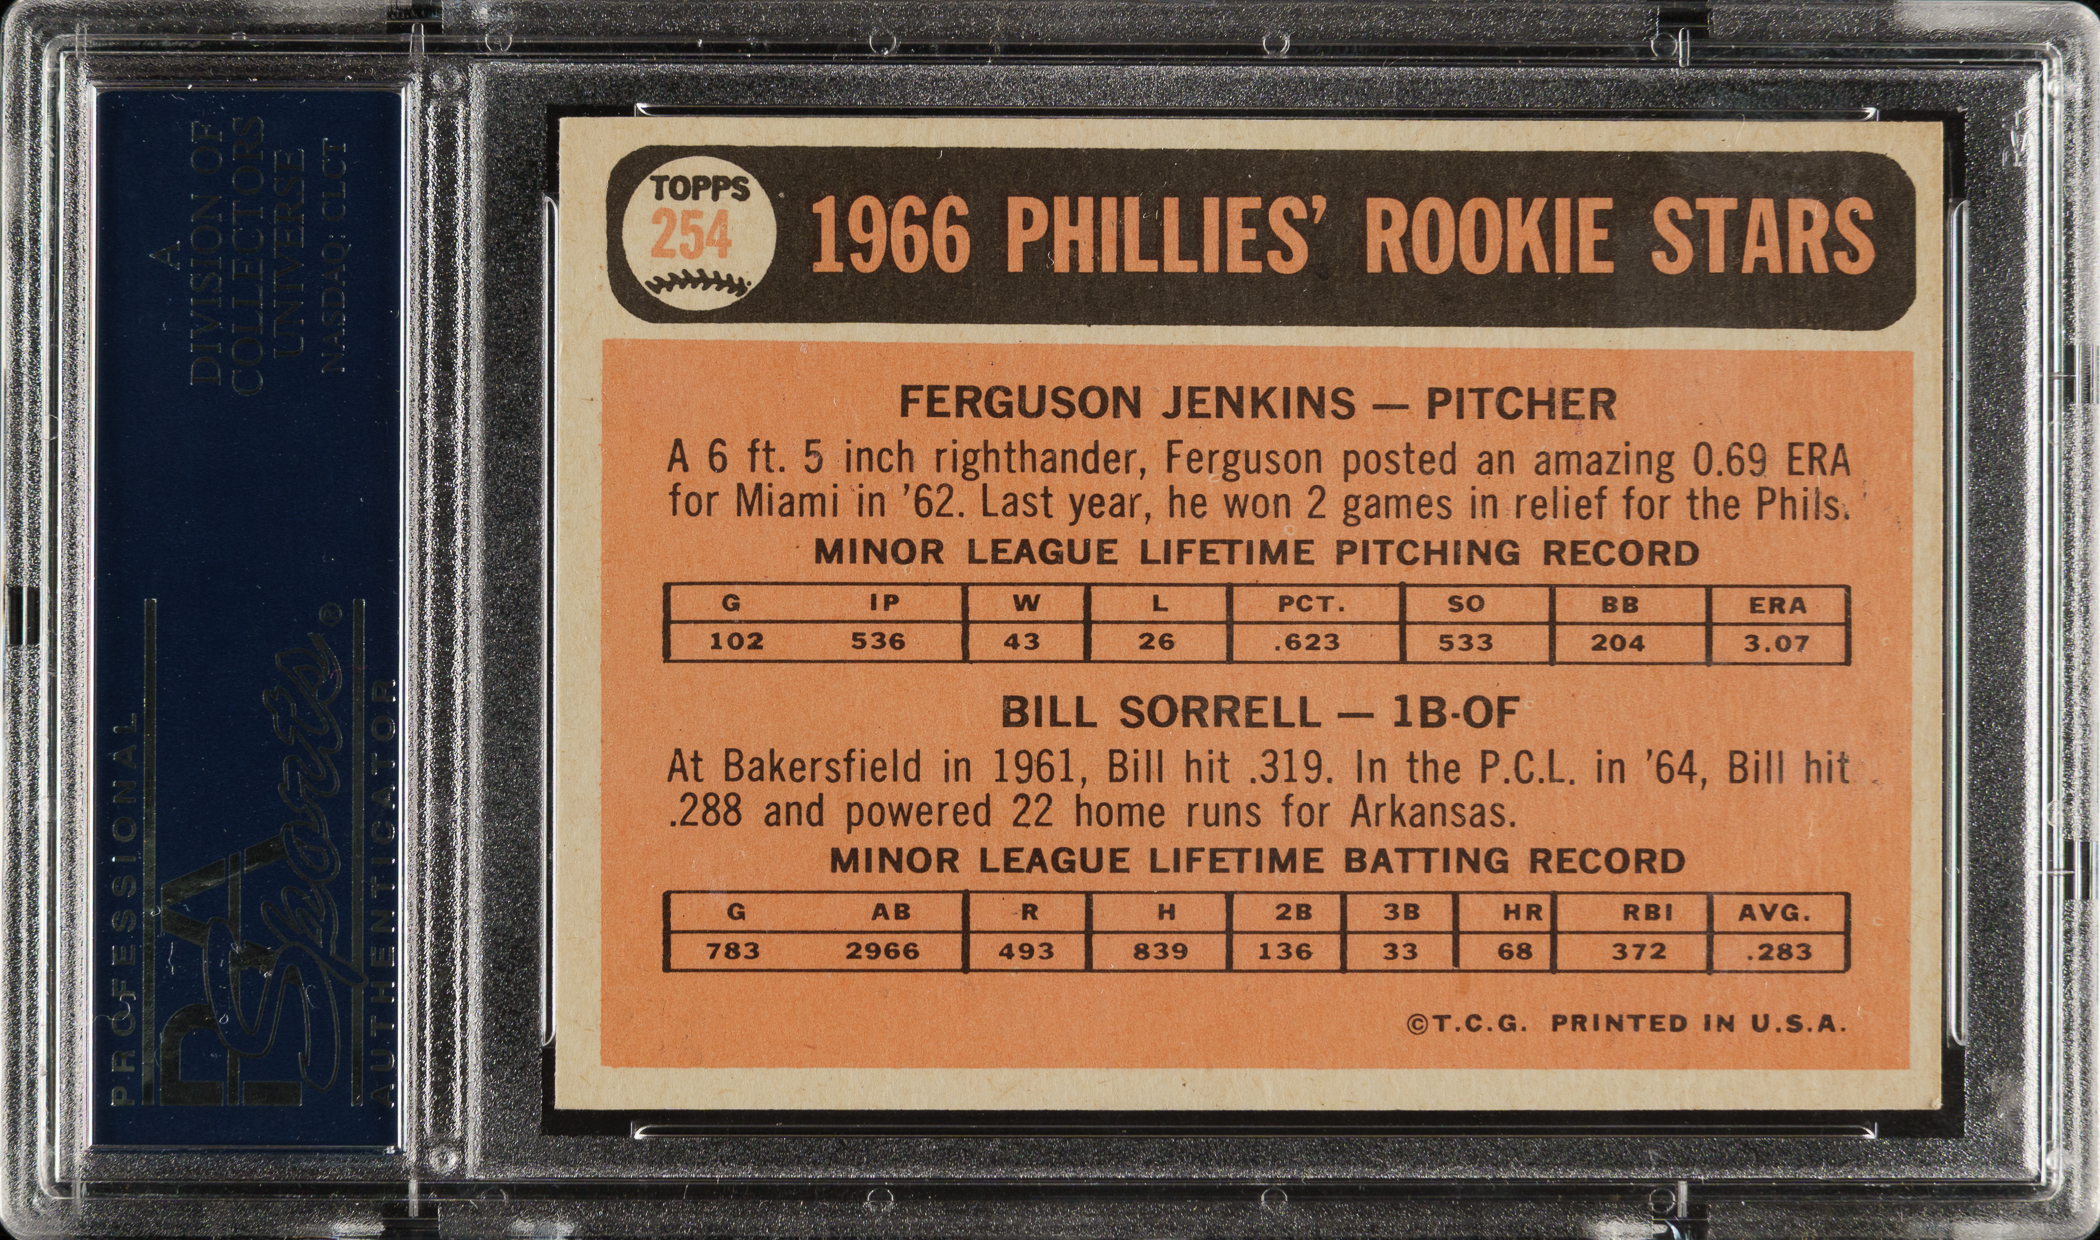 A
DIVISION OF
COLLECTORS
UNIVERSE
NASDAQ: CLCT
PROFESSIONAL
PSA
Sports®
AUTHENTICATOR
TOPPS
254
1966 PHILLIES' ROOKIE STARS
FERGUSON JENKINS — PITCHER
A 6 ft. 5 inch righthander, Ferguson posted an amazing 0.69 ERA
for Miami in '62. Last year, he won 2 games in relief for the Phils.
MINOR LEAGUE LIFETIME PITCHING RECORD
G IP W L PCT. SO BB ERA
102 536 43 26 .623 533 204 3.07
BILL SORRELL — 1B-OF
At Bakersfield in 1961, Bill hit .319. In the P.C.L. in '64, Bill hit
.288 and powered 22 home runs for Arkansas.
MINOR LEAGUE LIFETIME BATTING RECORD
G AB R H 2B 3B HR RBI AVG.
783 2966 493 839 136 33 68 372 .283
©T.C.G. PRINTED IN U.S.A.